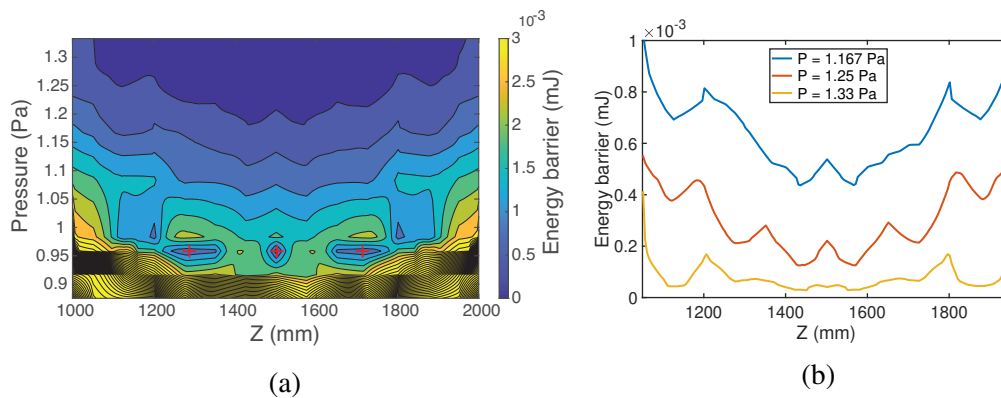 10⁻³
3
2.5
2
1.5
1
0.5
0
Energy barrier (mJ)
1.3
1.25
1.2
1.15
1.1
1.05
1
0.95
0.9
Pressure (Pa)
1000 1200 1400 1600 1800 2000
Z (mm)
(a)
×10⁻³
1
0.8
0.6
0.4
0.2
0
Energy barrier (mJ)
P = 1.167 Pa
P = 1.25 Pa
P = 1.33 Pa
1200 1400 1600 1800
Z (mm)
(b)